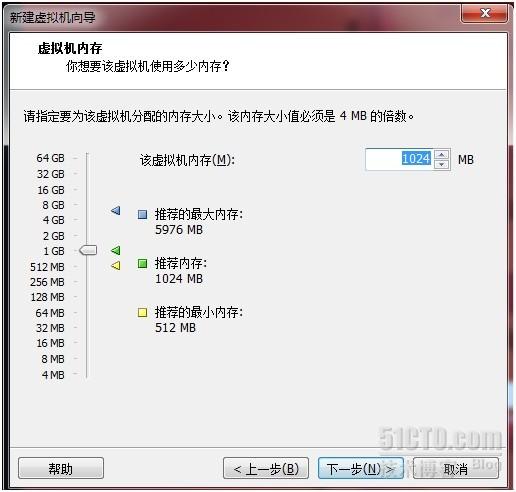 新建虚拟机向导
虚拟机内存
你想要该虚拟机使用多少内存?
请指定要为该虚拟机分配的内存大小。该内存大小值必须是 4 MB 的倍数。
64 GB
32 GB
16 GB
8 GB
4 GB
2 GB
1 GB
512 MB
256 MB
128 MB
64 MB
32 MB
16 MB
8 MB
4 MB
该虚拟机内存(M):
1024 MB
推荐的最大内存:
5976 MB
推荐内存:
1024 MB
推荐的最小内存:
512 MB
51CTO.com
技术博客 Blog
帮助
< 上一步(B)
下一步(N) >
取消